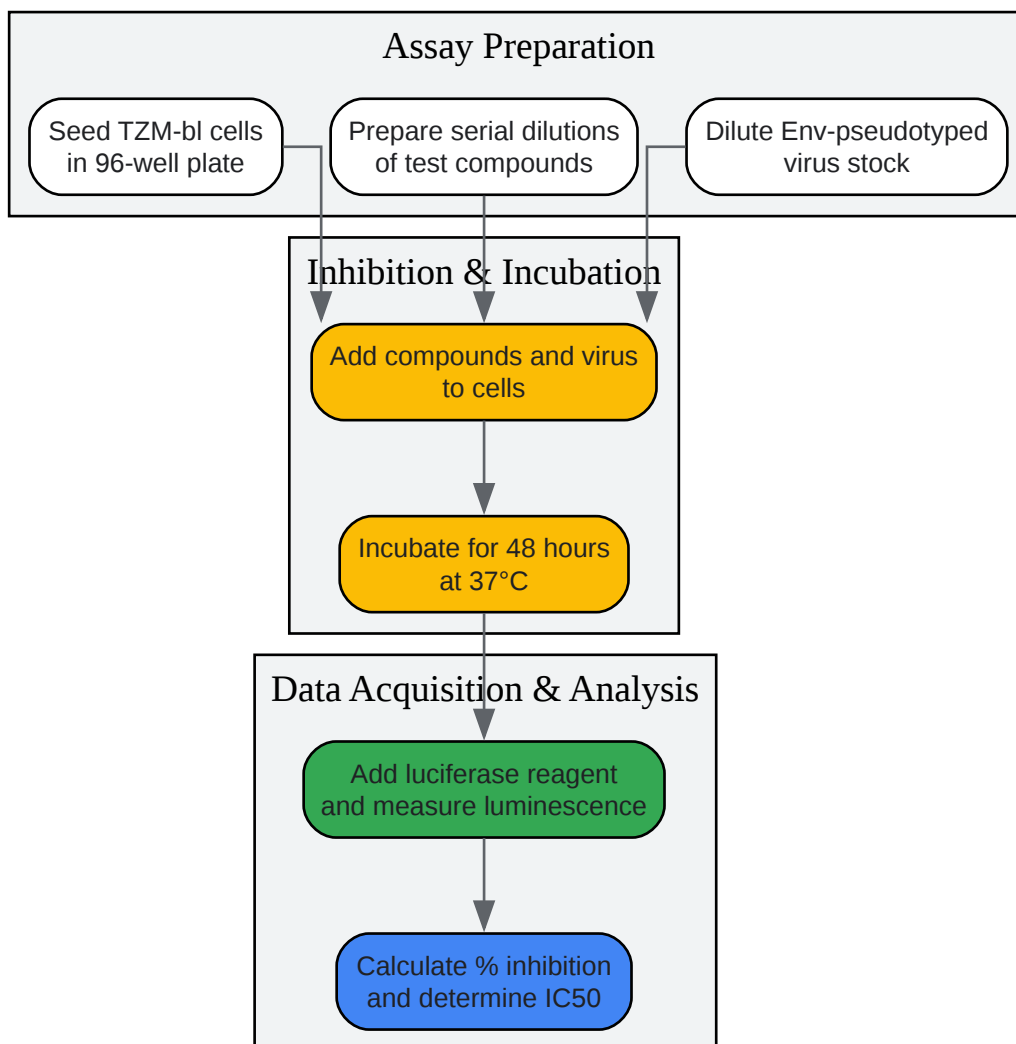 Assay Preparation
Seed TZM-bl cells
in 96-well plate
Prepare serial dilutions
of test compounds
Dilute Env-pseudotyped
virus stock
Inhibition & Incubation
Add compounds and virus
to cells
Incubate for 48 hours
at 37°C
Data Acquisition & Analysis
Add luciferase reagent
and measure luminescence
Calculate % inhibition
and determine IC50